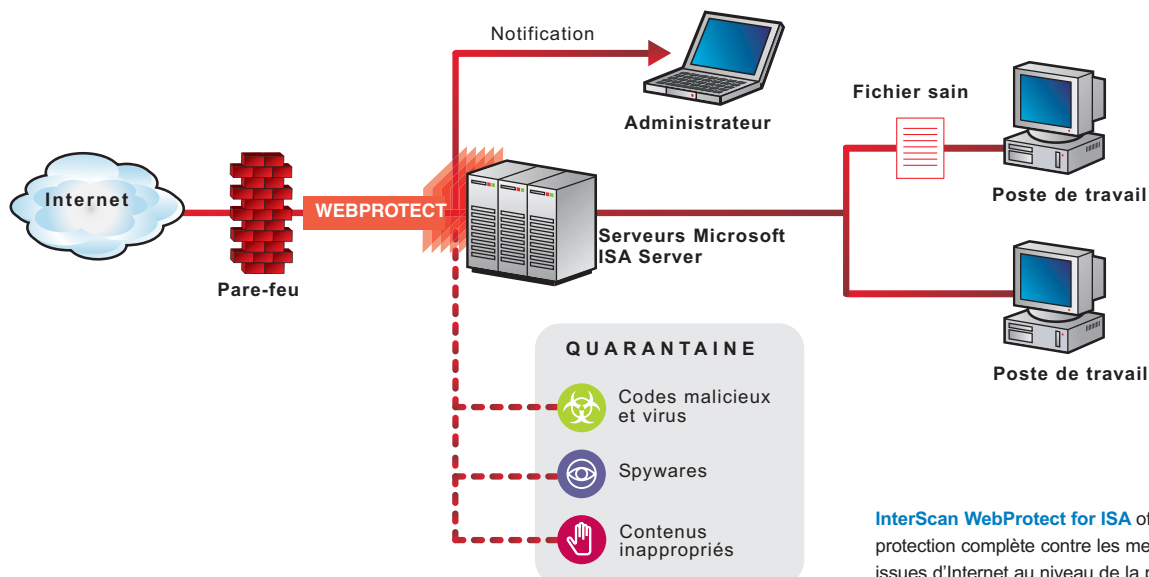 Notification
Administrateur
Fichier sain
Poste de travail
Internet
WEBPROTECT
Serveurs Microsoft
ISA Server
Pare-feu
Poste de travail
QUARANTAINE
Codes malicieux
et virus
Spywares
Contenus
inappropriés
InterScan WebProtect for ISA
protection complète contre les
issues d'Internet au niveau de la